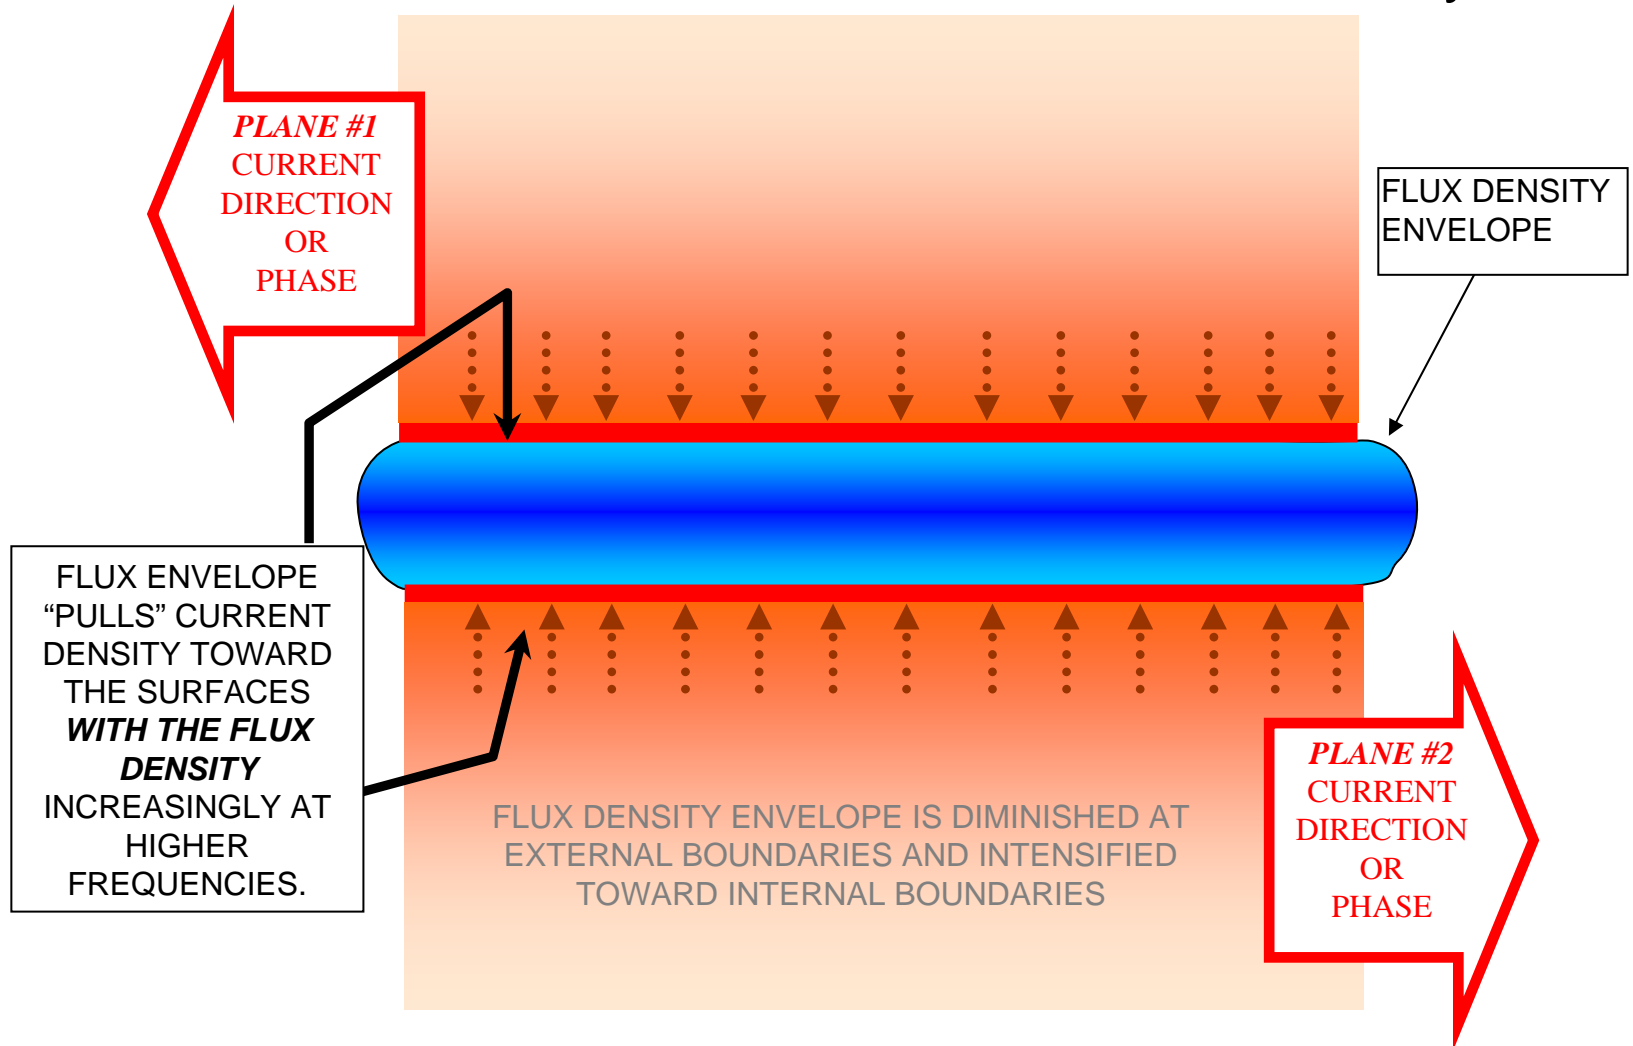 PLANE #1
CURRENT
DIRECTION
OR
PHASE
FLUX DENSITY
ENVELOPE
FLUX ENVELOPE
“PULLS” CURRENT
DENSITY TOWARD
THE SURFACES
WITH THE FLUX
DENSITY
INCREASINGLY AT
HIGHER
FREQUENCIES.
FLUX DENSITY ENVELOPE IS DIMINISHED AT
EXTERNAL BOUNDARIES AND INTENSIFIED
TOWARD INTERNAL BOUNDARIES
PLANE #2
CURRENT
DIRECTION
OR
PHASE